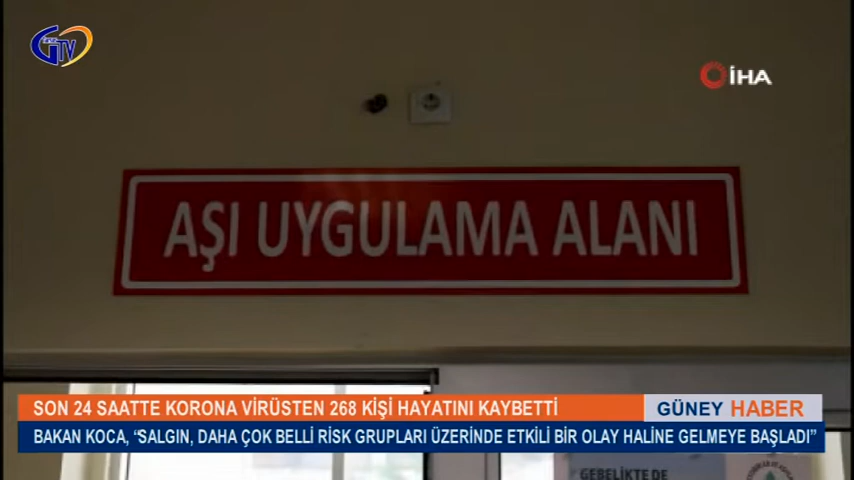 GTV
İHA
AŞI UYGULAMA ALANI
SON 24 SAATTE KORONA VİRÜSTEN 268 KİŞİ HAYATINI KAYBETTİ
GÜNEY HABER
BAKAN KOCA, “SALGIN, DAHA ÇOK BELLİ RİSK GRUPLARI ÜZERİNDE ETKİLİ BİR OLAY HALİNE GELMEYE BAŞLADI”
GEBELİKTE DE